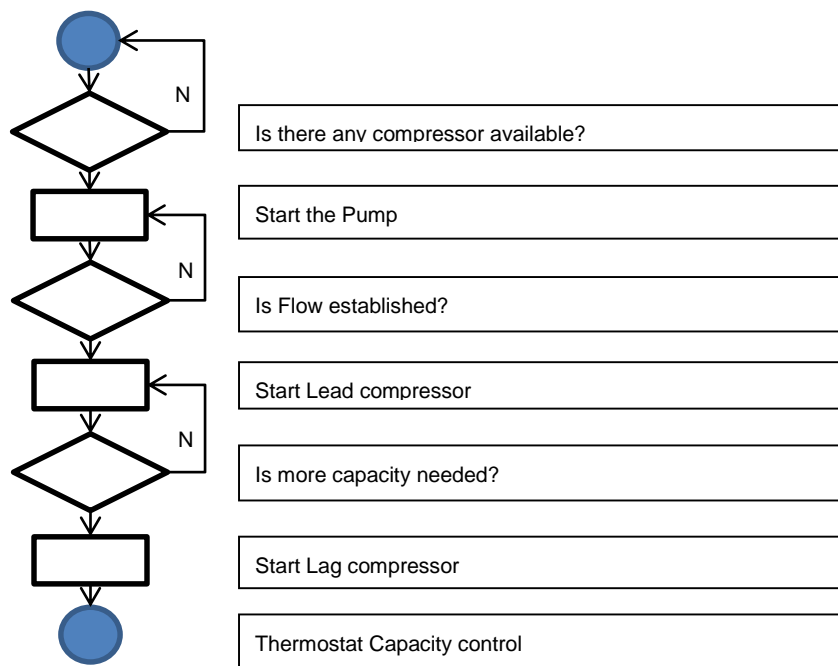 N
Is there any compressor available?
Start the Pump
N
Is Flow established?
Start Lead compressor
N
Is more capacity needed?
Start Lag compressor
Thermostat Capacity control